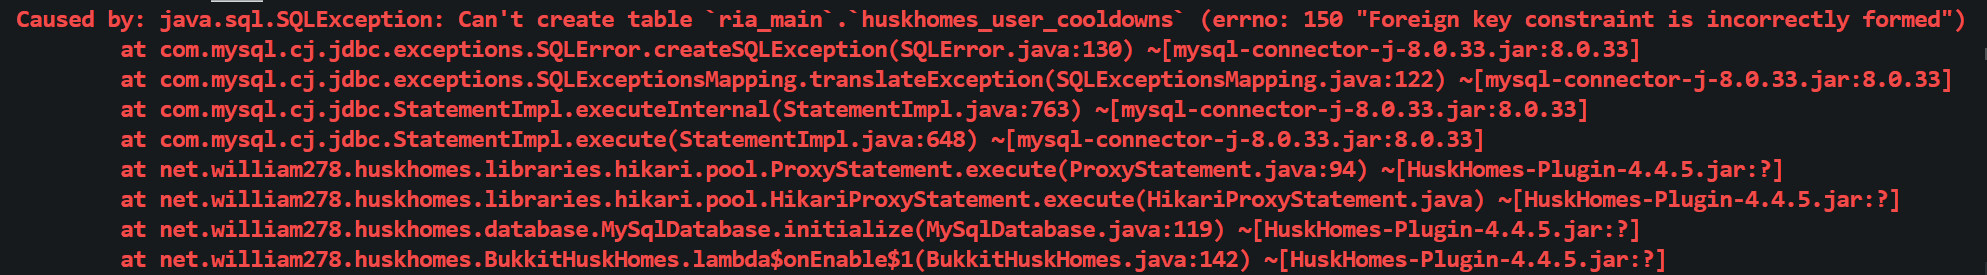 Caused by: java.sql.SQLException: Can't create table `ria_main`.`huskhomes_user_cooldowns` (errno: 150 "Foreign key constraint is incorrectly formed")
at com.mysql.cj.jdbc.exceptions.SQLError.createSQLException(SQLError.java:130) ~[mysql-connector-j-8.0.33.jar:8.0.33]
at com.mysql.cj.jdbc.exceptions.SQLExceptionsMapping.translateException(SQLExceptionsMapping.java:122) ~[mysql-connector-j-8.0.33.jar:8.0.33]
at com.mysql.cj.jdbc.StatementImpl.executeInternal(StatementImpl.java:763) ~[mysql-connector-j-8.0.33.jar:8.0.33]
at com.mysql.cj.jdbc.StatementImpl.execute(StatementImpl.java:648) ~[mysql-connector-j-8.0.33.jar:8.0.33]
at net.william278.huskhomes.libraries.hikari.pool.ProxyStatement.execute(ProxyStatement.java:94) ~[HuskHomes-Plugin-4.4.5.jar:?]
at net.william278.huskhomes.libraries.hikari.pool.HikariProxyStatement.execute(HikariProxyStatement.java) ~[HuskHomes-Plugin-4.4.5.jar:?]
at net.william278.huskhomes.database.MySqlDatabase.initialize(MySqlDatabase.java:119) ~[HuskHomes-Plugin-4.4.5.jar:?]
at net.william278.huskhomes.BukkitHuskHomes.lambda$onEnable$1(BukkitHuskHomes.java:142) ~[HuskHomes-Plugin-4.4.5.jar:?]